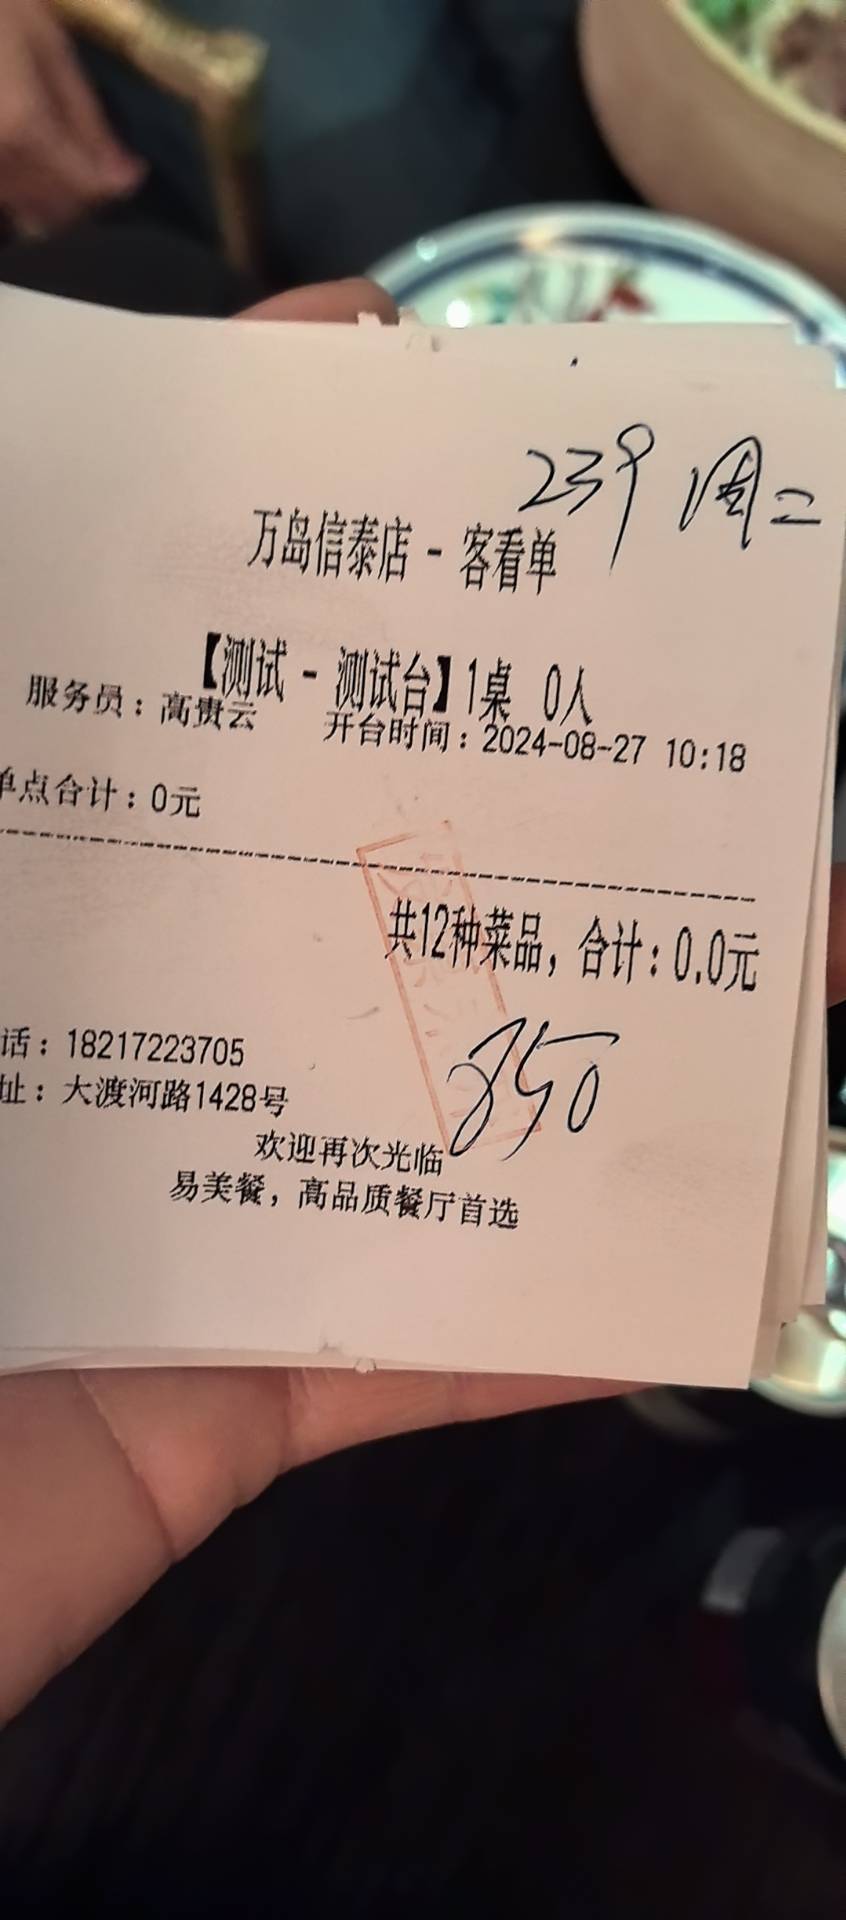 239 周二
万岛信泰店 - 客看单
【测试 - 测试台】1桌 0人
服务员：高贵云 开台时间：2024-08-27 10:18
单点合计：0元
共12种菜品，合计：0.0元
850
话：18217223705
址：大渡河路1428号
欢迎再次光临
易美餐，高品质餐厅首选